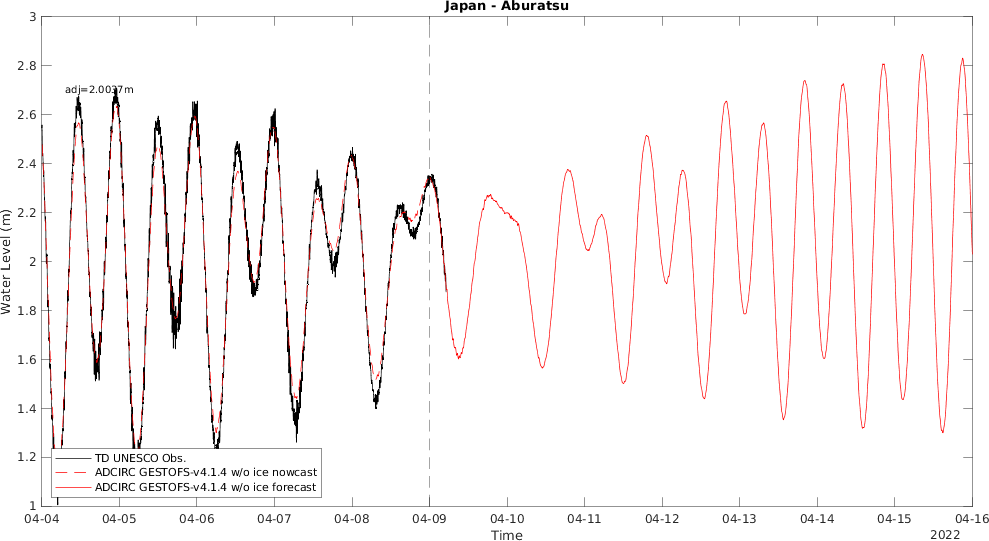 Japan - Aburatsu
3
2.8
2.6
2.4
2.2
2
1.8
1.6
1.4
1.2
1
Water Level (m)
adj=2.0037m
TD UNESCO Obs.
ADCIRC GESTOFS-v4.1.4 w/o ice nowcast
ADCIRC GESTOFS-v4.1.4 w/o ice forecast
04-04 04-05 04-06 04-07 04-08 04-09 04-10 04-11 04-12 04-13 04-14 04-15 04-16
Time
2022